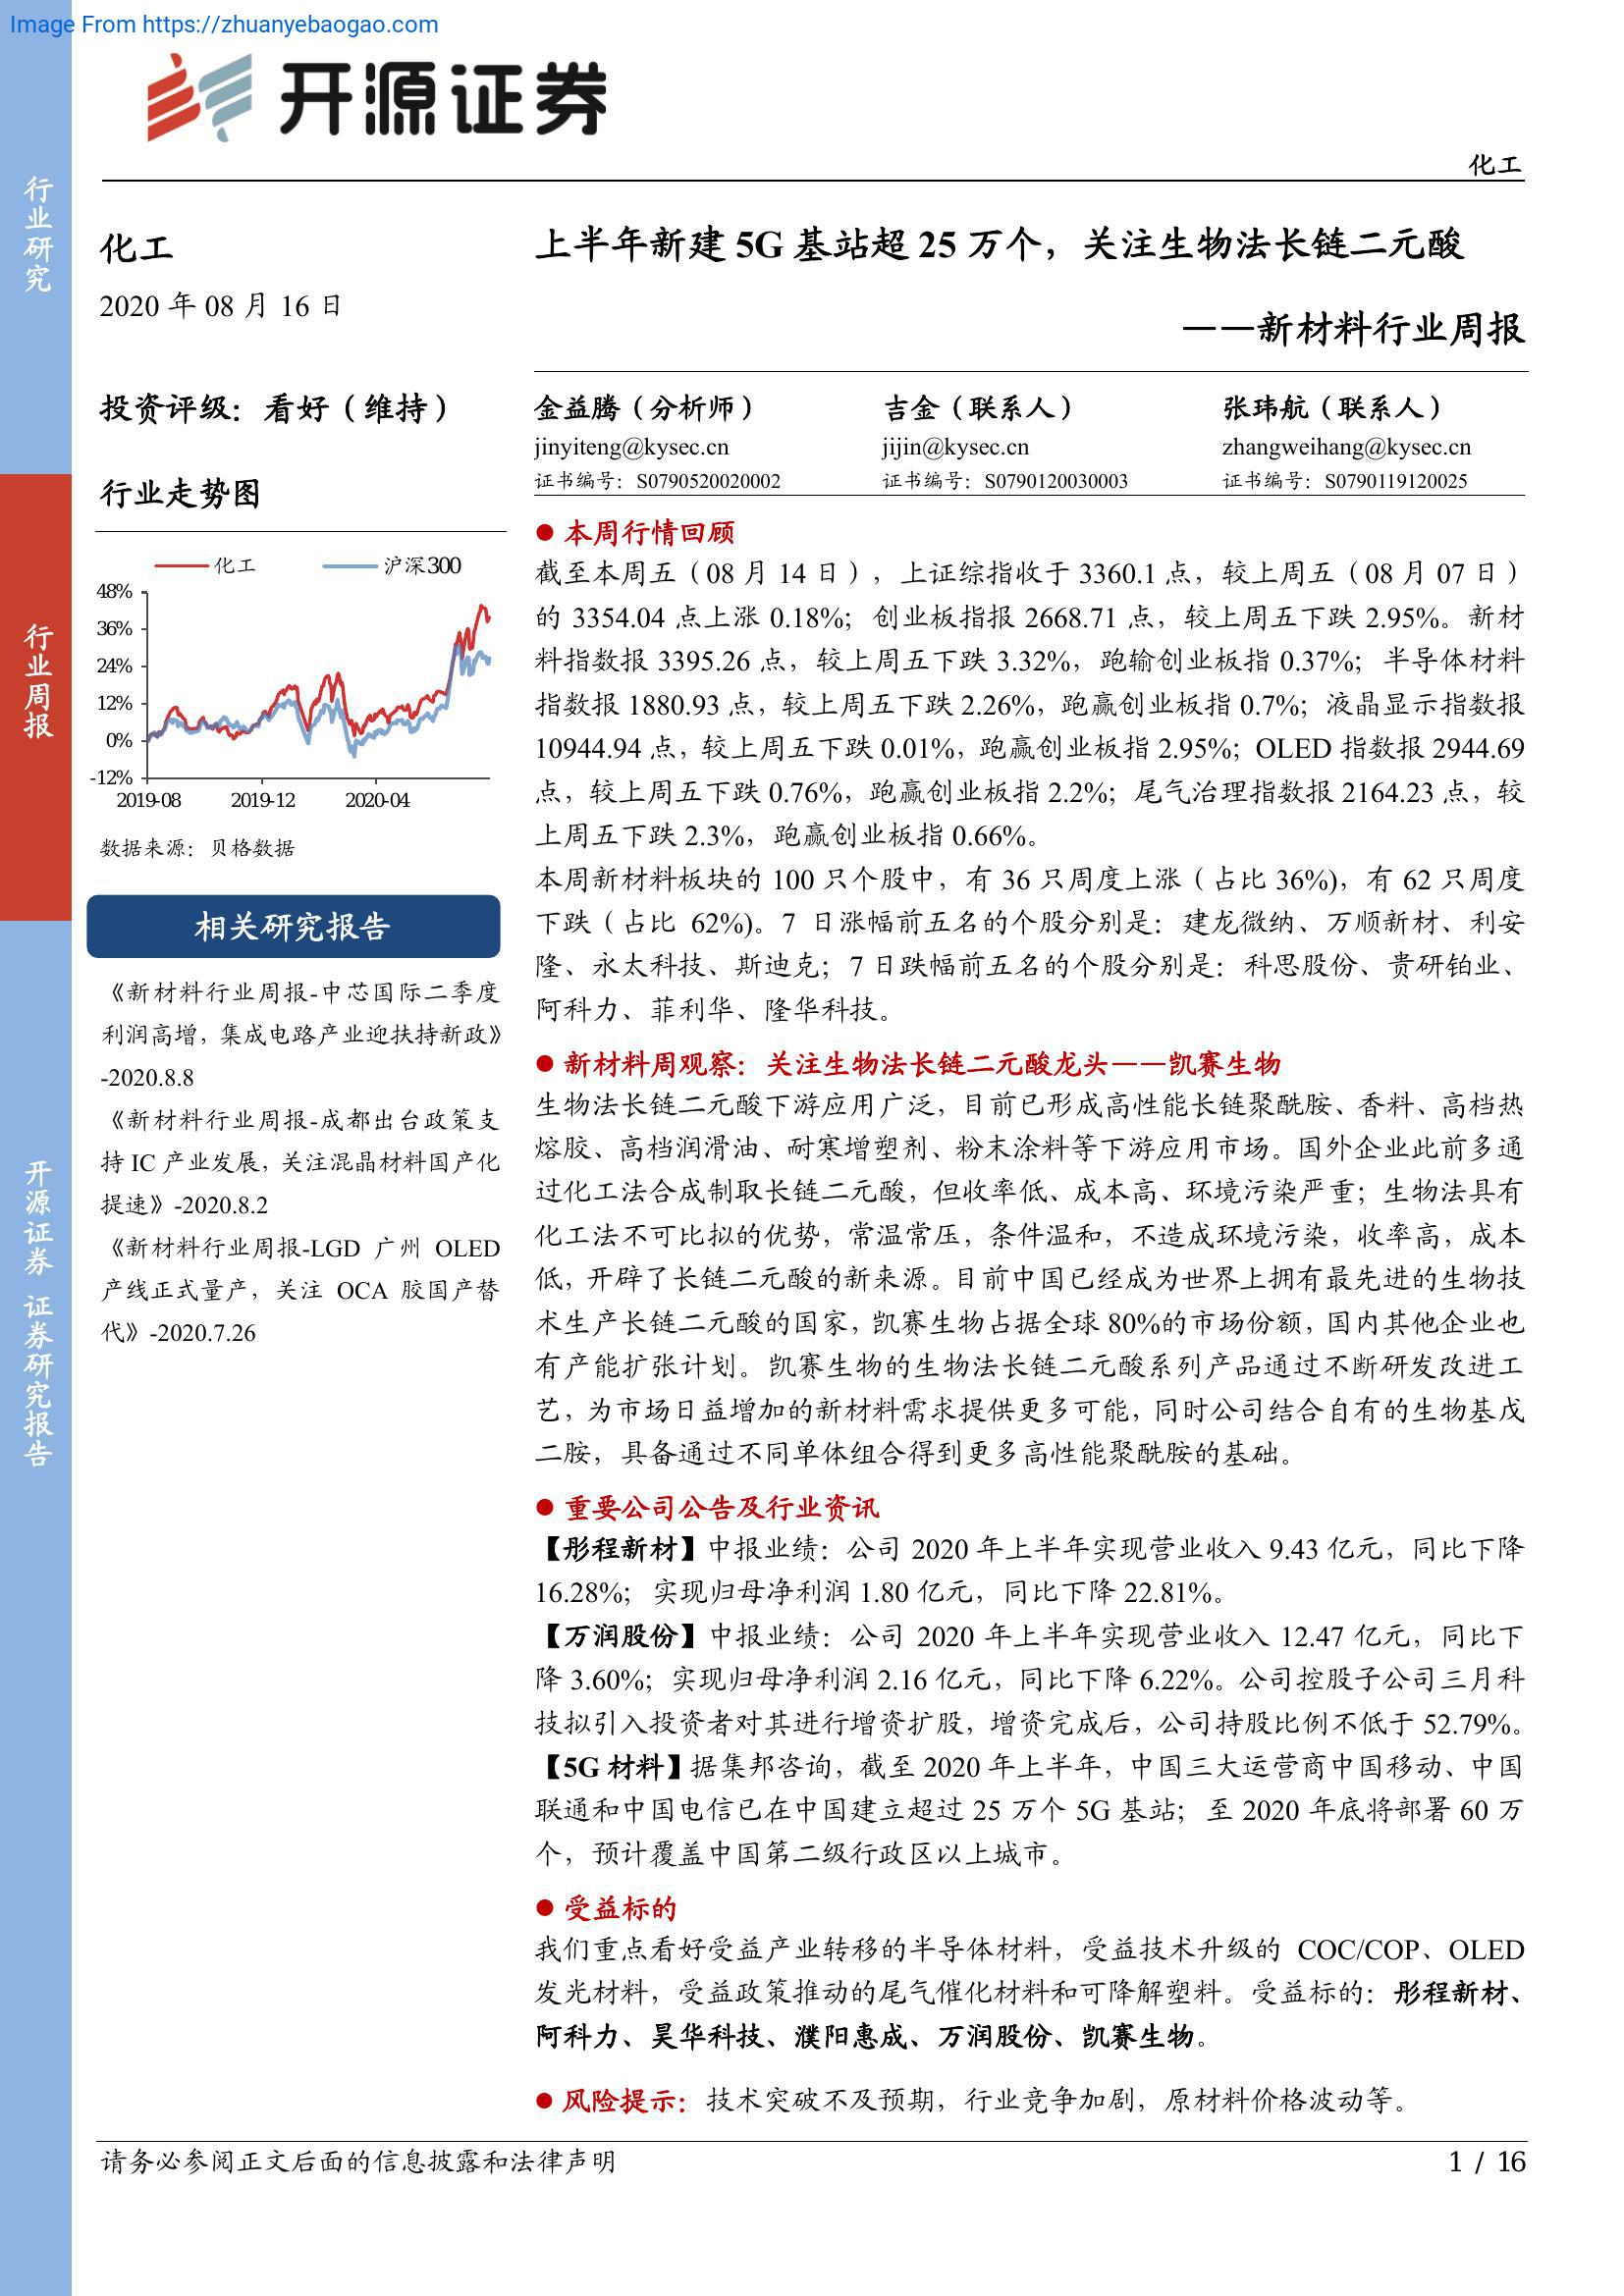 Image From https://zhuanyebaogao.com
开源证券
化工
行业研究
行业周报
开源证券 证券研究报告
化工
2020 年 08 月 16 日
投资评级：看好（维持）
行业走势图
化工 沪深300
48%
36%
24%
12%
0%
-12%
2019-08 2019-12 2020-04
数据来源：贝格数据
相关研究报告
《新材料行业周报-中芯国际二季度
利润高增，集成电路产业迎扶持新政》
-2020.8.8
《新材料行业周报-成都出台政策支
持 IC 产业发展，关注混晶材料国产化
提速》-2020.8.2
《新材料行业周报-LGD 广州 OLED
产线正式量产，关注 OCA 胶国产替
代》-2020.7.26
上半年新建 5G 基站超 25 万个，关注生物法长链二元酸
——新材料行业周报
金益腾（分析师） 吉金（联系人） 张玮航（联系人）
jinyiteng@kysec.cn jijin@kysec.cn zhangweihang@kysec.cn
证书编号：S0790520020002 证书编号：S0790120030003 证书编号：S0790119120025
● 本周行情回顾
截至本周五（08 月 14 日），上证综指收于 3360.1 点，较上周五（08 月 07 日）
的 3354.04 点上涨 0.18%；创业板指报 2668.71 点，较上周五下跌 2.95%。新材
料指数报 3395.26 点，较上周五下跌 3.32%，跑输创业板指 0.37%；半导体材料
指数报 1880.93 点，较上周五下跌 2.26%，跑赢创业板指 0.7%；液晶显示指数报
10944.94 点，较上周五下跌 0.01%，跑赢创业板指 2.95%；OLED 指数报 2944.69
点，较上周五下跌 0.76%，跑赢创业板指 2.2%；尾气治理指数报 2164.23 点，较
上周五下跌 2.3%，跑赢创业板指 0.66%。
本周新材料板块的 100 只个股中，有 36 只周度上涨（占比 36%)，有 62 只周度
下跌（占比 62%)。7 日涨幅前五名的个股分别是：建龙微纳、万顺新材、利安
隆、永太科技、斯迪克；7 日跌幅前五名的个股分别是：科思股份、贵研铂业、
阿科力、菲利华、隆华科技。
● 新材料周观察：关注生物法长链二元酸龙头——凯赛生物
生物法长链二元酸下游应用广泛，目前已形成高性能长链聚酰胺、香料、高档热
熔胶、高档润滑油、耐寒增塑剂、粉末涂料等下游应用市场。国外企业此前多通
过化工法合成制取长链二元酸，但收率低、成本高、环境污染严重；生物法具有
化工法不可比拟的优势，常温常压，条件温和，不造成环境污染，收率高，成本
低，开辟了长链二元酸的新来源。目前中国已经成为世界上拥有最先进的生物技
术生产长链二元酸的国家，凯赛生物占据全球 80%的市场份额，国内其他企业也
有产能扩张计划。凯赛生物的生物法长链二元酸系列产品通过不断研发改进工
艺，为市场日益增加的新材料需求提供更多可能，同时公司结合自有的生物基戊
二胺，具备通过不同单体组合得到更多高性能聚酰胺的基础。
● 重要公司公告及行业资讯
【彤程新材】中报业绩：公司 2020 年上半年实现营业收入 9.43 亿元，同比下降
16.28%；实现归母净利润 1.80 亿元，同比下降 22.81%。
【万润股份】中报业绩：公司 2020 年上半年实现营业收入 12.47 亿元，同比下
降 3.60%；实现归母净利润 2.16 亿元，同比下降 6.22%。公司控股子公司三月科
技拟引入投资者对其进行增资扩股，增资完成后，公司持股比例不低于 52.79%。
【5G 材料】据集邦咨询，截至 2020 年上半年，中国三大运营商中国移动、中国
联通和中国电信已在中国建立超过 25 万个 5G 基站；至 2020 年底将部署 60 万
个，预计覆盖中国第二级行政区以上城市。
● 受益标的
我们重点看好受益产业转移的半导体材料，受益技术升级的 COC/COP、OLED
发光材料，受益政策推动的尾气催化材料和可降解塑料。受益标的：彤程新材、
阿科力、昊华科技、濮阳惠成、万润股份、凯赛生物。
● 风险提示：技术突破不及预期，行业竞争加剧，原材料价格波动等。
请务必参阅正文后面的信息披露和法律声明
1 / 16